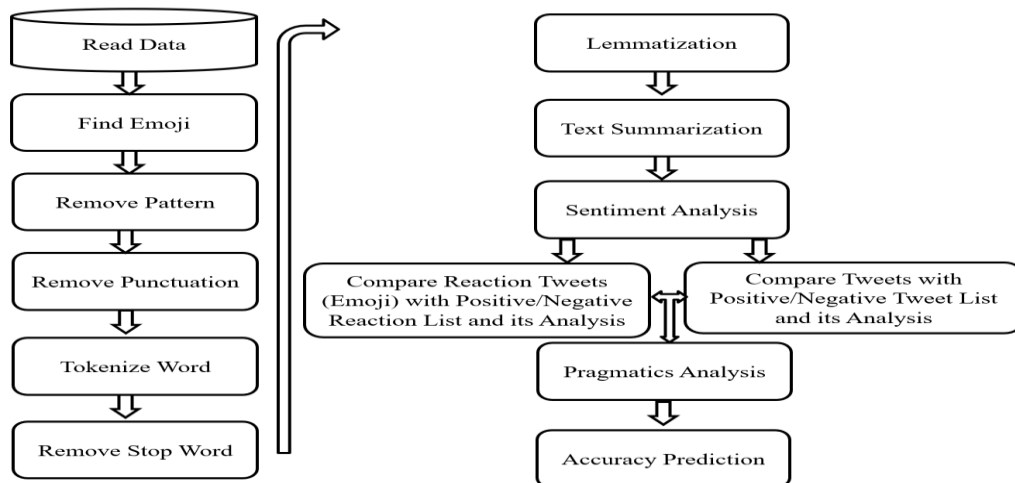 Read Data
Find Emoji
Remove Pattern
Remove Punctuation
Tokenize Word
Remove Stop Word
Lemmatization
Text Summarization
Sentiment Analysis
Compare Reaction Tweets
(Emoji) with Positive/Negative
Reaction List and its Analysis
Compare Tweets with
Positive/Negative Tweet List
and its Analysis
Pragmatics Analysis
Accuracy Prediction